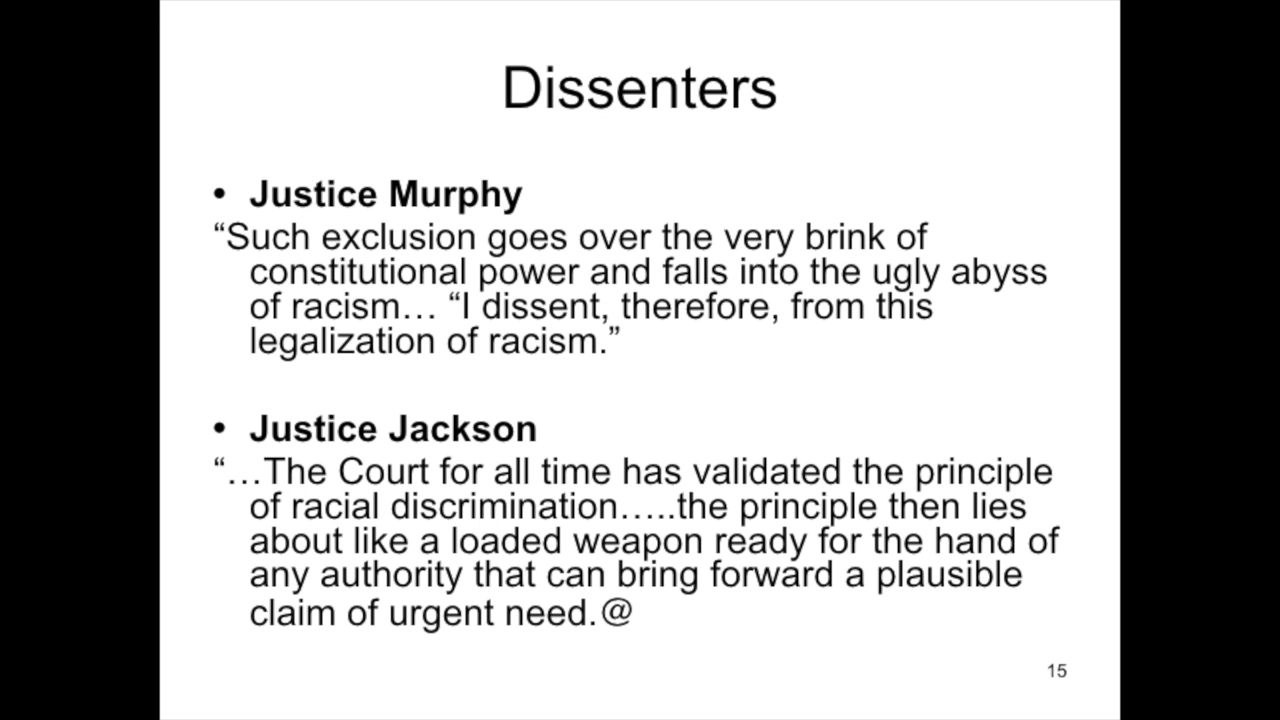 Dissenters
• Justice Murphy
“Such exclusion goes over the very brink of
constitutional power and falls into the ugly abyss
of racism… “I dissent, therefore, from this
legalization of racism.”
• Justice Jackson
“…The Court for all time has validated the principle
of racial discrimination…..the principle then lies
about like a loaded weapon ready for the hand of
any authority that can bring forward a plausible
claim of urgent need.@
15